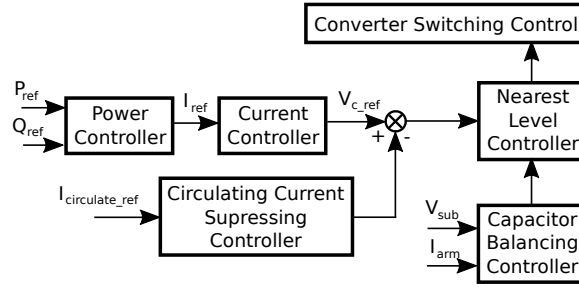 Converter Switching Control
P_ref
Q_ref
Power
Controller
I_ref
Current
Controller
V_c_ref
+
-
Nearest
Level
Controller
I_circulate_ref
Circulating Current
Supressing
Controller
V_sub
I_arm
Capacitor
Balancing
Controller